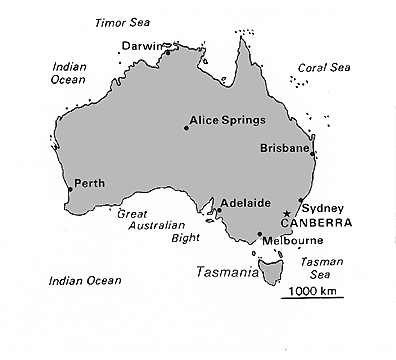 Timor Sea
Darwin
Indian
Ocean
Coral Sea
Alice Springs
Brisbane
Perth
Adelaide
Sydney
Great
Australian
Bight
CANBERRA
Melbourne
Tasman
Sea
Tasmania
Indian Ocean
1000 km